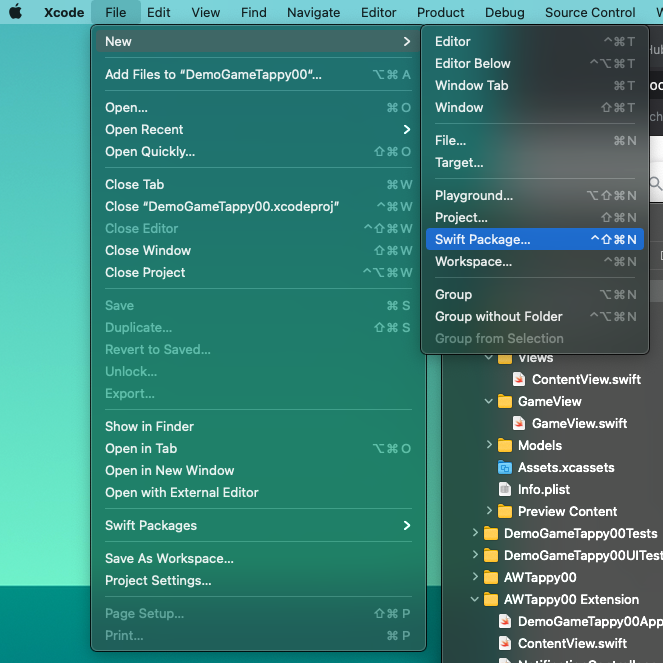 Xcode File Edit View Find Navigate Editor Product Debug Source Control
New
Add Files to “DemoGameTappy00”... ⌥⌘A
Open... ⌘O
Open Recent
Open Quickly... ⇧⌘O
Close Tab ⌘W
Close “DemoGameTappy00.xcodeproj” ^⌘W
Close Editor ^⇧⌘W
Close Window ⇧⌘W
Close Project ^⌥⌘W
Save ⌘S
Duplicate... ⇧⌘S
Revert to Saved...
Unlock...
Export...
Show in Finder
Open in Tab ⌥⌘O
Open in New Window
Open with External Editor
Swift Packages
Save As Workspace...
Project Settings...
Page Setup... ⇧⌘P
Print... ⌘P
Editor ^⌘T
Editor Below ^⌥⌘T
Window Tab ⌘T
Window ⇧⌘T
File... ⌘N
Target...
Playground... ⌥⇧⌘N
Project... ⇧⌘N
Swift Package... ^⇧⌘N
Workspace... ^⌘N
Group ⌥⌘N
Group without Folder ^⌥⌘N
Group from Selection
Views
ContentView.swift
GameView
GameView.swift
Models
Assets.xcassets
Info.plist
Preview Content
DemoGameTappy00Tests
DemoGameTappy00UITest
AWTappy00
AWTappy00 Extension
DemoGameTappy00App
ContentView.swift